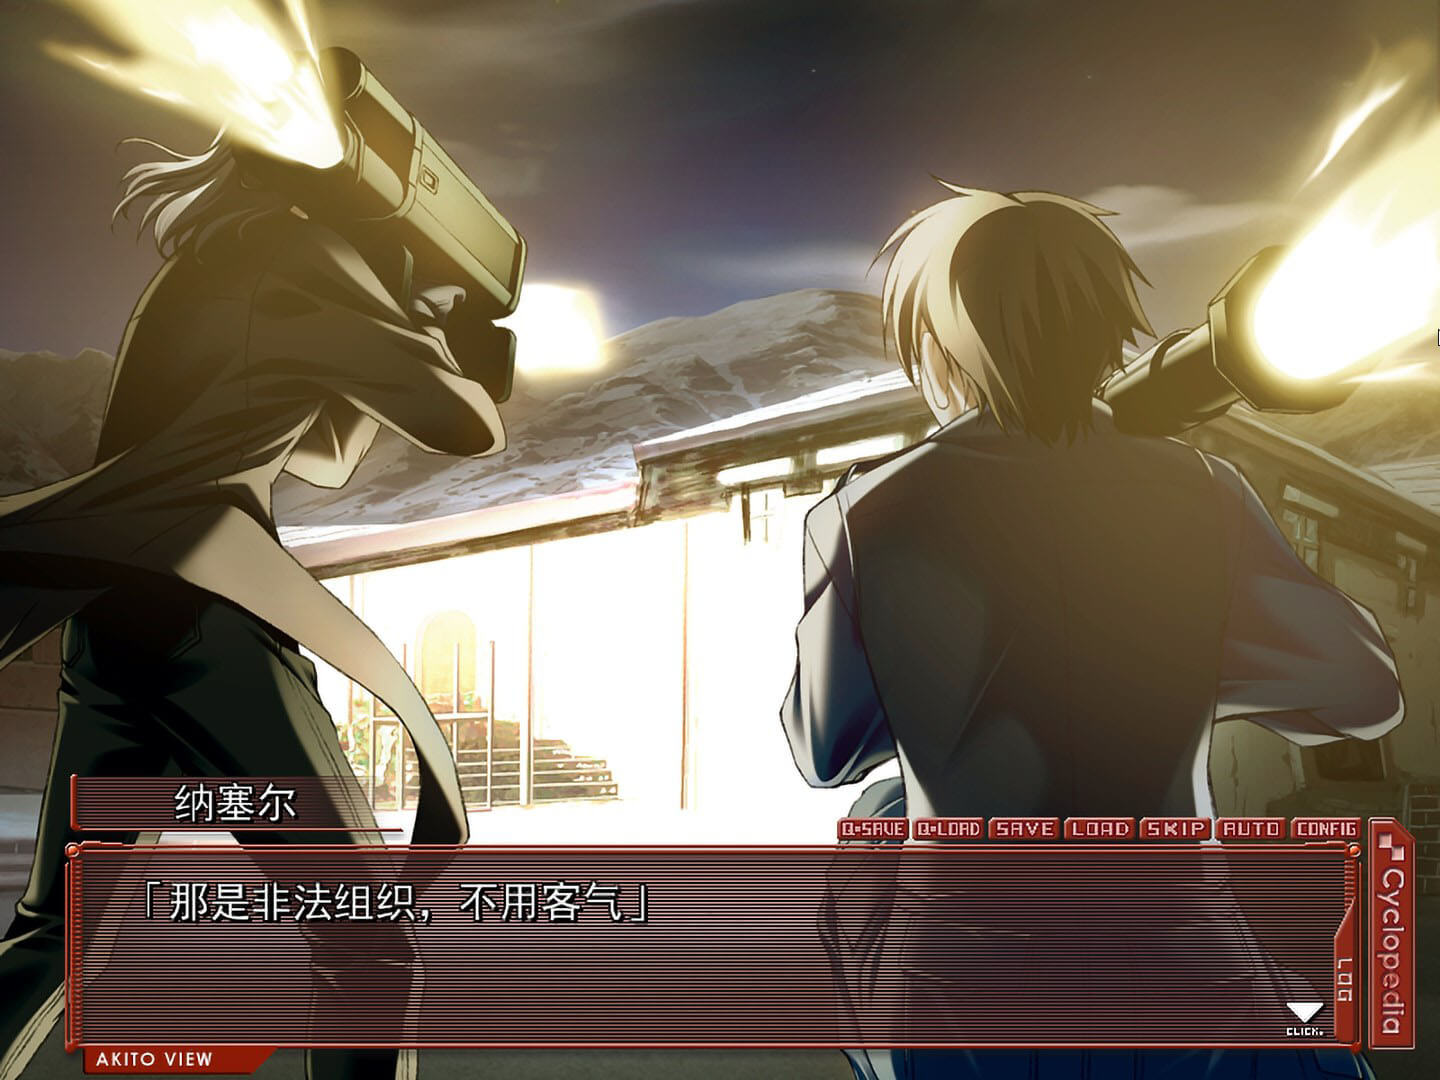 纳塞尔
Q-SAVE Q-LOAD SAVE LOAD SKIP AUTO CONFIG
「那是非法组织，不用客气」
Cyclopedia
LOG
CLICK.
AKITO VIEW